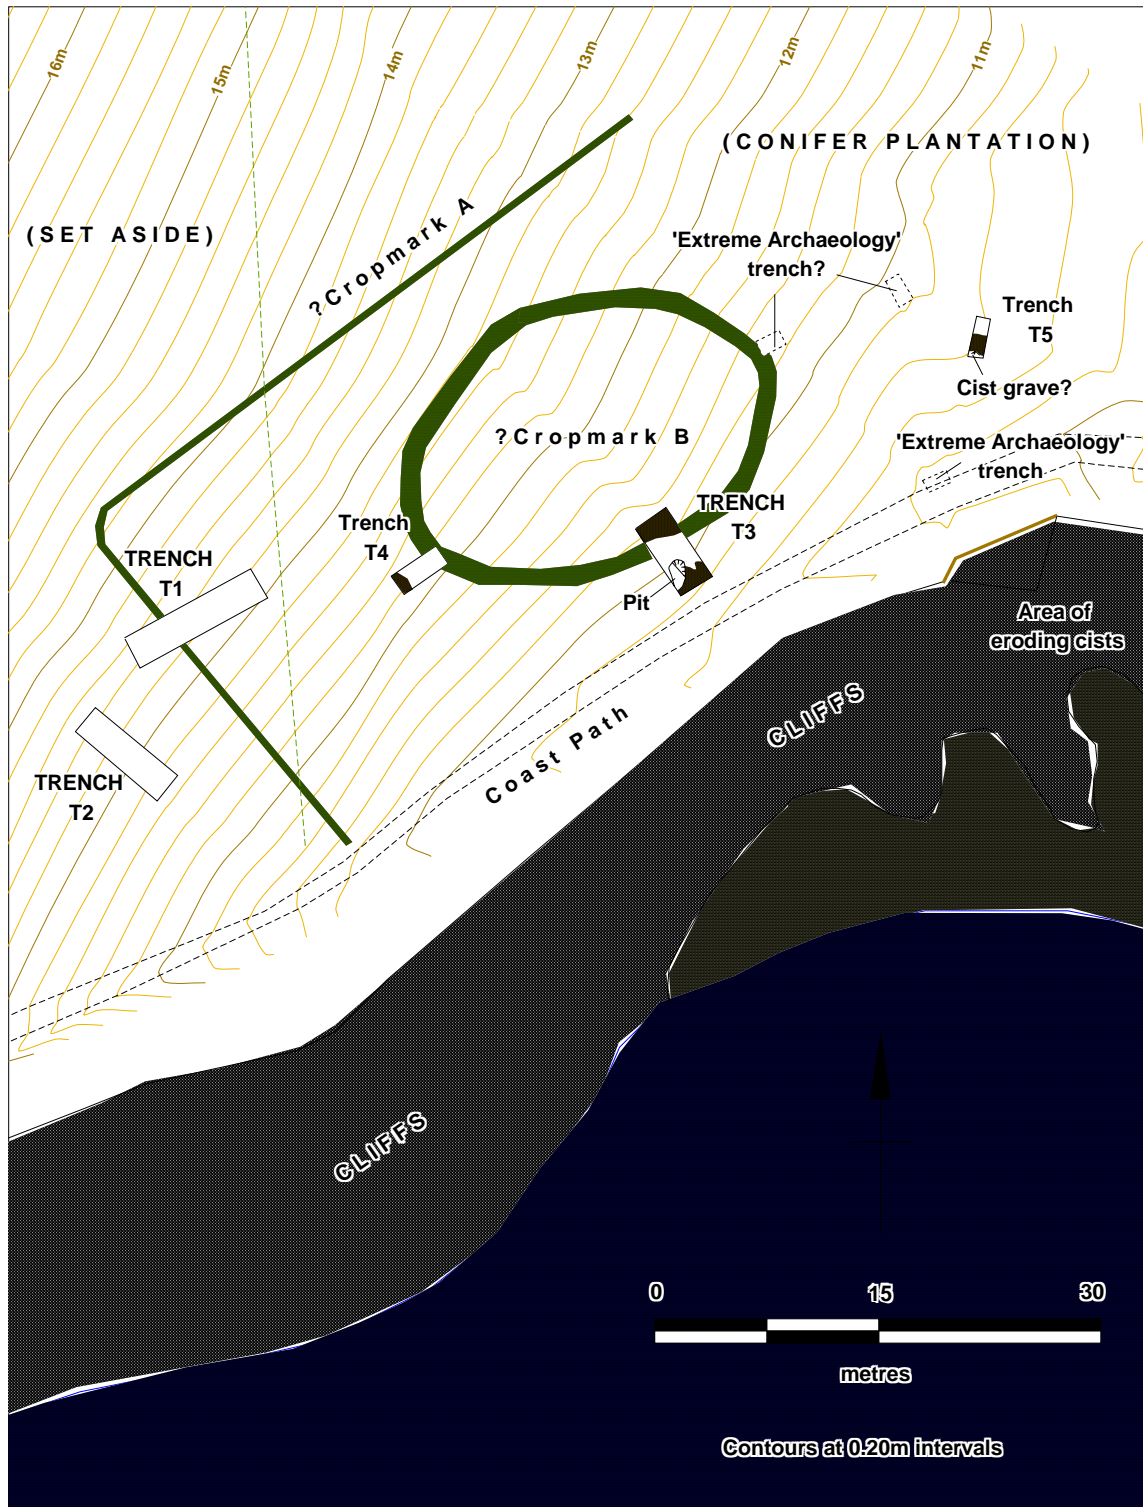 16m
15m
14m
13m
12m
11m
(CONIFER PLANTATION)
(SET ASIDE)
?Cropmark A
'Extreme Archaeology'
trench?
Trench
T5
Cist grave?
?Cropmark B
'Extreme Archaeology'
trench
TRENCH
T3
Trench
T4
TRENCH
T1
Pit
Area of
eroding cists
CLIFFS
Coast Path
TRENCH
T2
CLIFFS
0 15 30
metres
Contours at 0.20m intervals